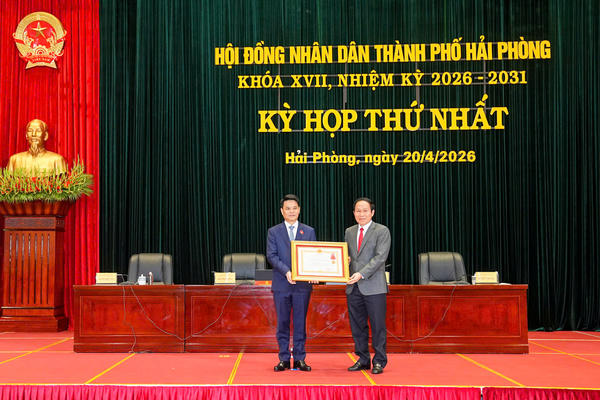 HỘI ĐỒNG NHÂN DÂN THÀNH PHỐ HẢI PHÒNG
KHÓA XVII, NHIỆM KỲ 2026 - 2031
KỲ HỌP THỨ NHẤT
Hải Phòng, ngày 20/4/2026